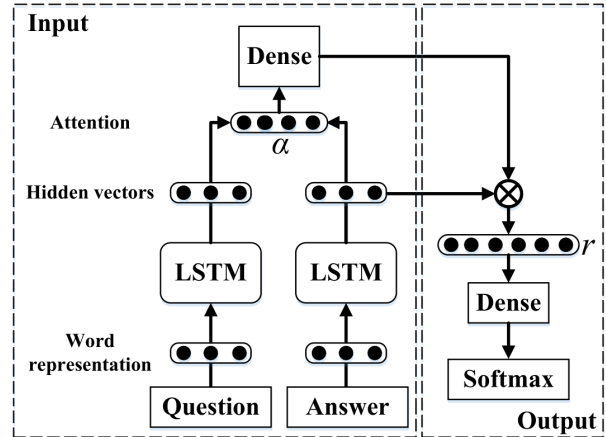 Input
Dense
Attention
α
Hidden vectors
r
LSTM
LSTM
Dense
Word
representation
Softmax
Question
Answer
Output